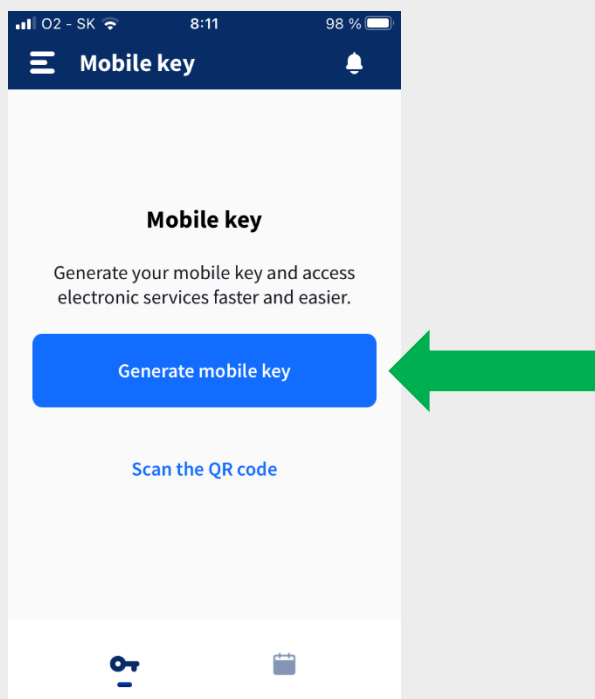 O2 - SK 8:11 98 %
Mobile key
Mobile key
Generate your mobile key and access
electronic services faster and easier.
Generate mobile key
Scan the QR code